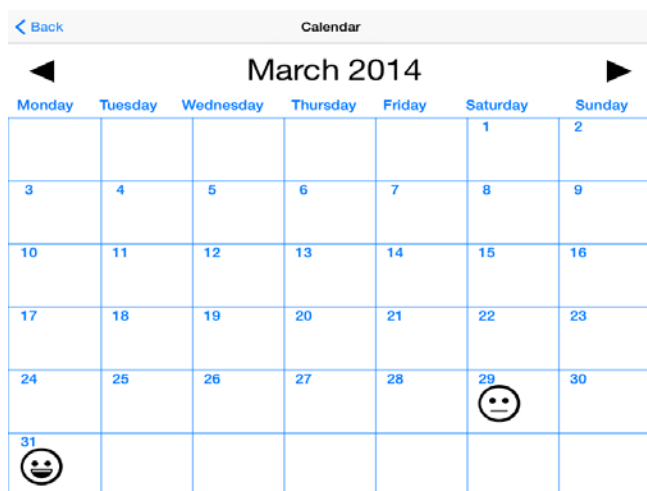 Back Calendar
March 2014
Monday Tuesday Wednesday Thursday Friday Saturday Sunday
1 2
3 4 5 6 7 8 9
10 11 12 13 14 15 16
17 18 19 20 21 22 23
24 25 26 27 28 29 30
31